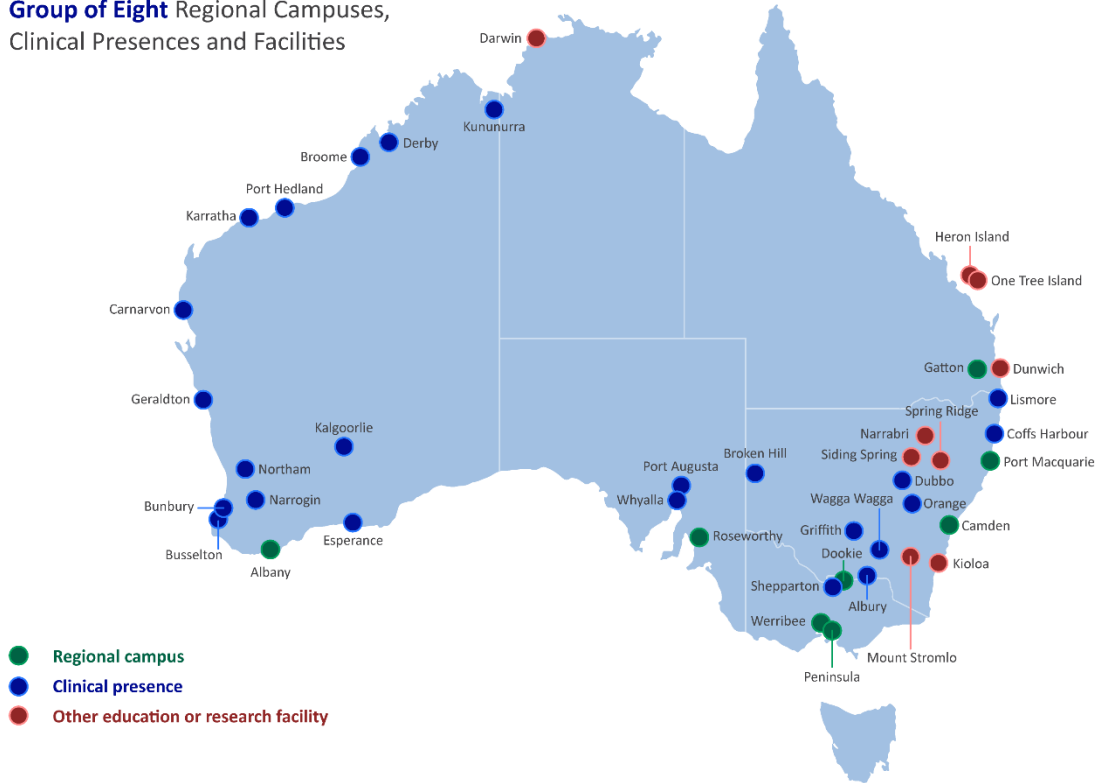 Group of Eight Regional Campuses,
Clinical Presences and Facilities
Darwin
Kununurra
Derby
Broome
Port Hedland
Karratha
Heron Island
One Tree Island
Carnarvon
Gatton
Dunwich
Geraldton
Lismore
Spring Ridge
Kalgoorlie
Narrabri
Coffs Harbour
Broken Hill
Siding Spring
Port Macquarie
Northam
Port Augusta
Dubbo
Whyalla
Wagga Wagga
Narrogin
Orange
Bunbury
Camden
Griffith
Roseworthy
Esperance
Busselton
Dookie
Kioloa
Albany
Shepparton
Albury
Werribee
Mount Stromlo
Peninsula
Regional campus
Clinical presence
Other education or research facility